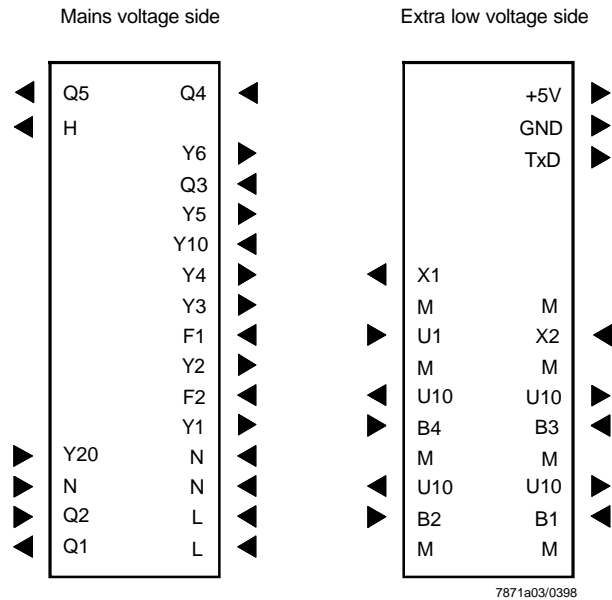 Mains voltage side
Extra low voltage side
Q5 Q4
H
Y6
Q3
Y5
Y10
Y4
Y3
F1
Y2
F2
Y1
Y20 N
N N
Q2 L
Q1 L
+5V
GND
TxD
X1
M M
U1 X2
M M
U10 U10
B4 B3
M M
U10 U10
B2 B1
M M
7871a03/0398